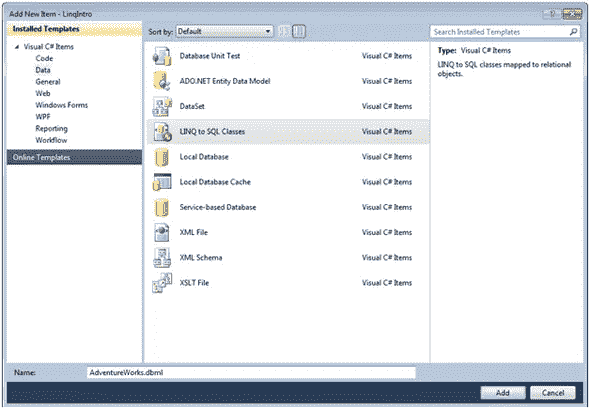 Add New Item - LinqIntro
Installed Templates
Visual C# Items
Code
Data
General
Web
Windows Forms
WPF
Reporting
Workflow
Online Templates
Sort by: Default
Database Unit Test Visual C# Items
ADO.NET Entity Data Model Visual C# Items
DataSet Visual C# Items
LINQ to SQL Classes Visual C# Items
Local Database Visual C# Items
Local Database Cache Visual C# Items
Service-based Database Visual C# Items
XML File Visual C# Items
XML Schema Visual C# Items
XSLT File Visual C# Items
Search Installed Templates
Type: Visual C# Items
LINQ to SQL classes mapped to relational
objects.
Name: AdventureWorks.dbml
Add Cancel